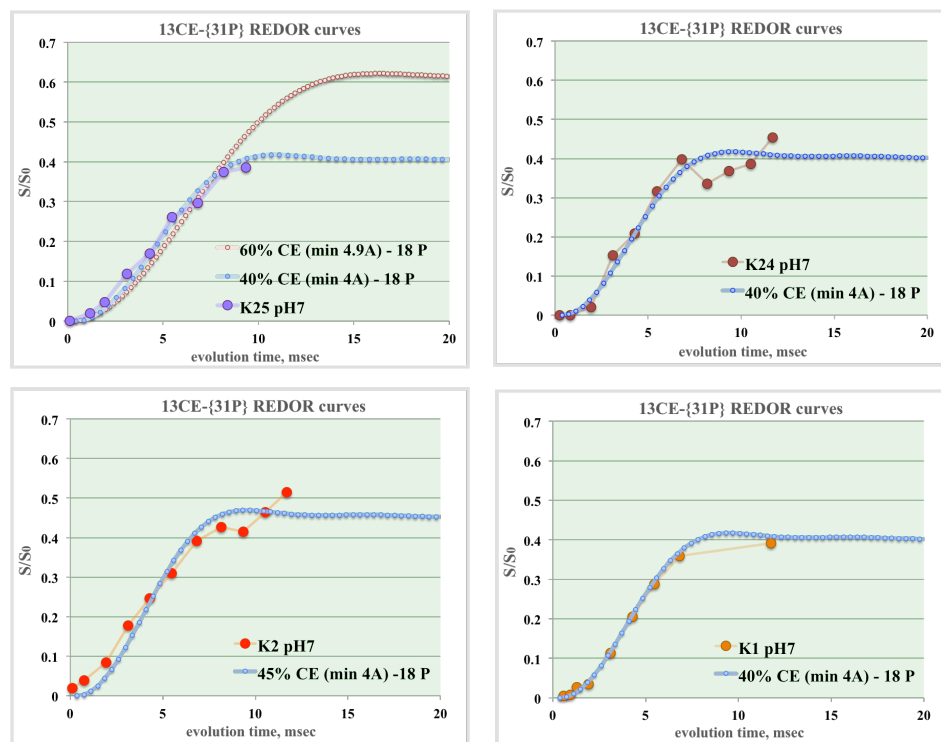 13CE-{31P} REDOR curves
0.7
0.6
0.5
0.4
0.3
0.2
0.1
0
S/S0
60% CE (min 4.9A) - 18 P
40% CE (min 4A) - 18 P
K25 pH7
0 5 10 15 20
evolution time, msec
13CE-{31P} REDOR curves
0.7
0.6
0.5
0.4
0.3
0.2
0.1
0
S/S0
K24 pH7
40% CE (min 4A) - 18 P
0 5 10 15 20
evolution time, msec
13CE-{31P} REDOR curves
0.7
0.6
0.5
0.4
0.3
0.2
0.1
0
S/S0
K2 pH7
45% CE (min 4A) -18 P
0 5 10 15 20
evolution time, msec
13CE-{31P} REDOR curves
0.7
0.6
0.5
0.4
0.3
0.2
0.1
0
S/S0
K1 pH7
40% CE (min 4A) - 18 P
0 5 10 15 20
evolution time, msec